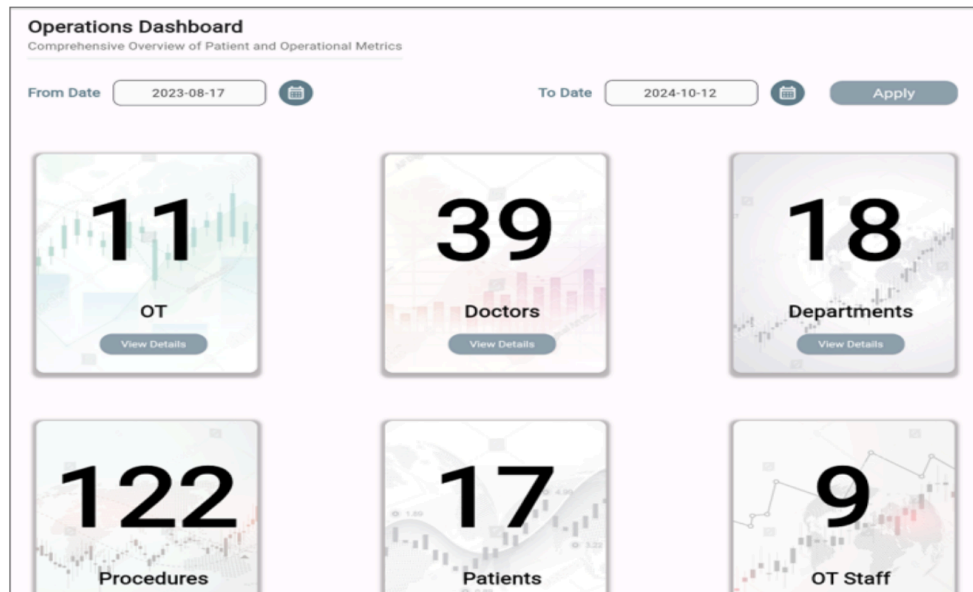 Operations Dashboard
Comprehensive Overview of Patient and Operational Metrics
From Date 2023-08-17 To Date 2024-10-12 Apply
11 39 18
OT Doctors Departments
View Details View Details View Details
122 17 9
Procedures Patients OT Staff